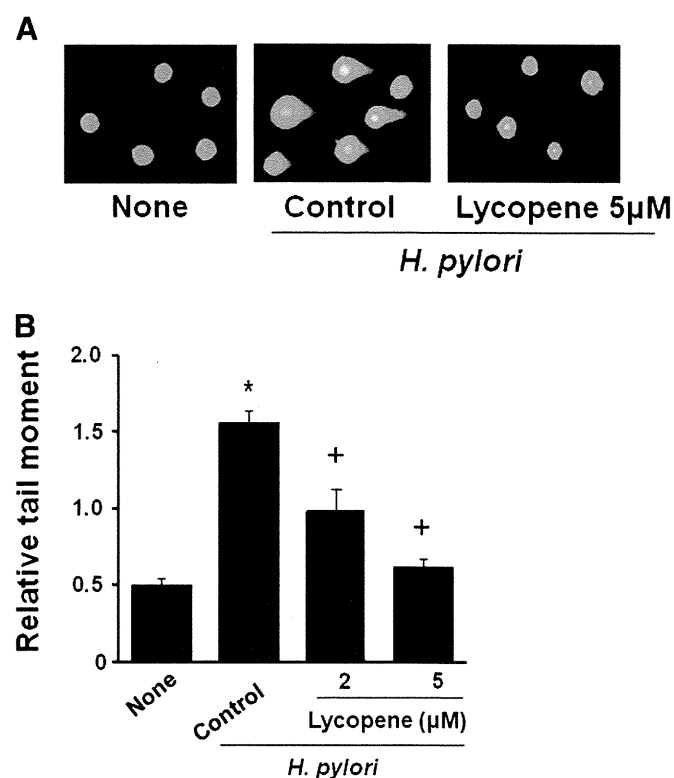 A
None Control Lycopene 5µM
H. pylori
B
Relative tail moment
2.0
1.5
1.0
0.5
0
*
+
+
None Control 2 5
Lycopene (µM)
H. pylori